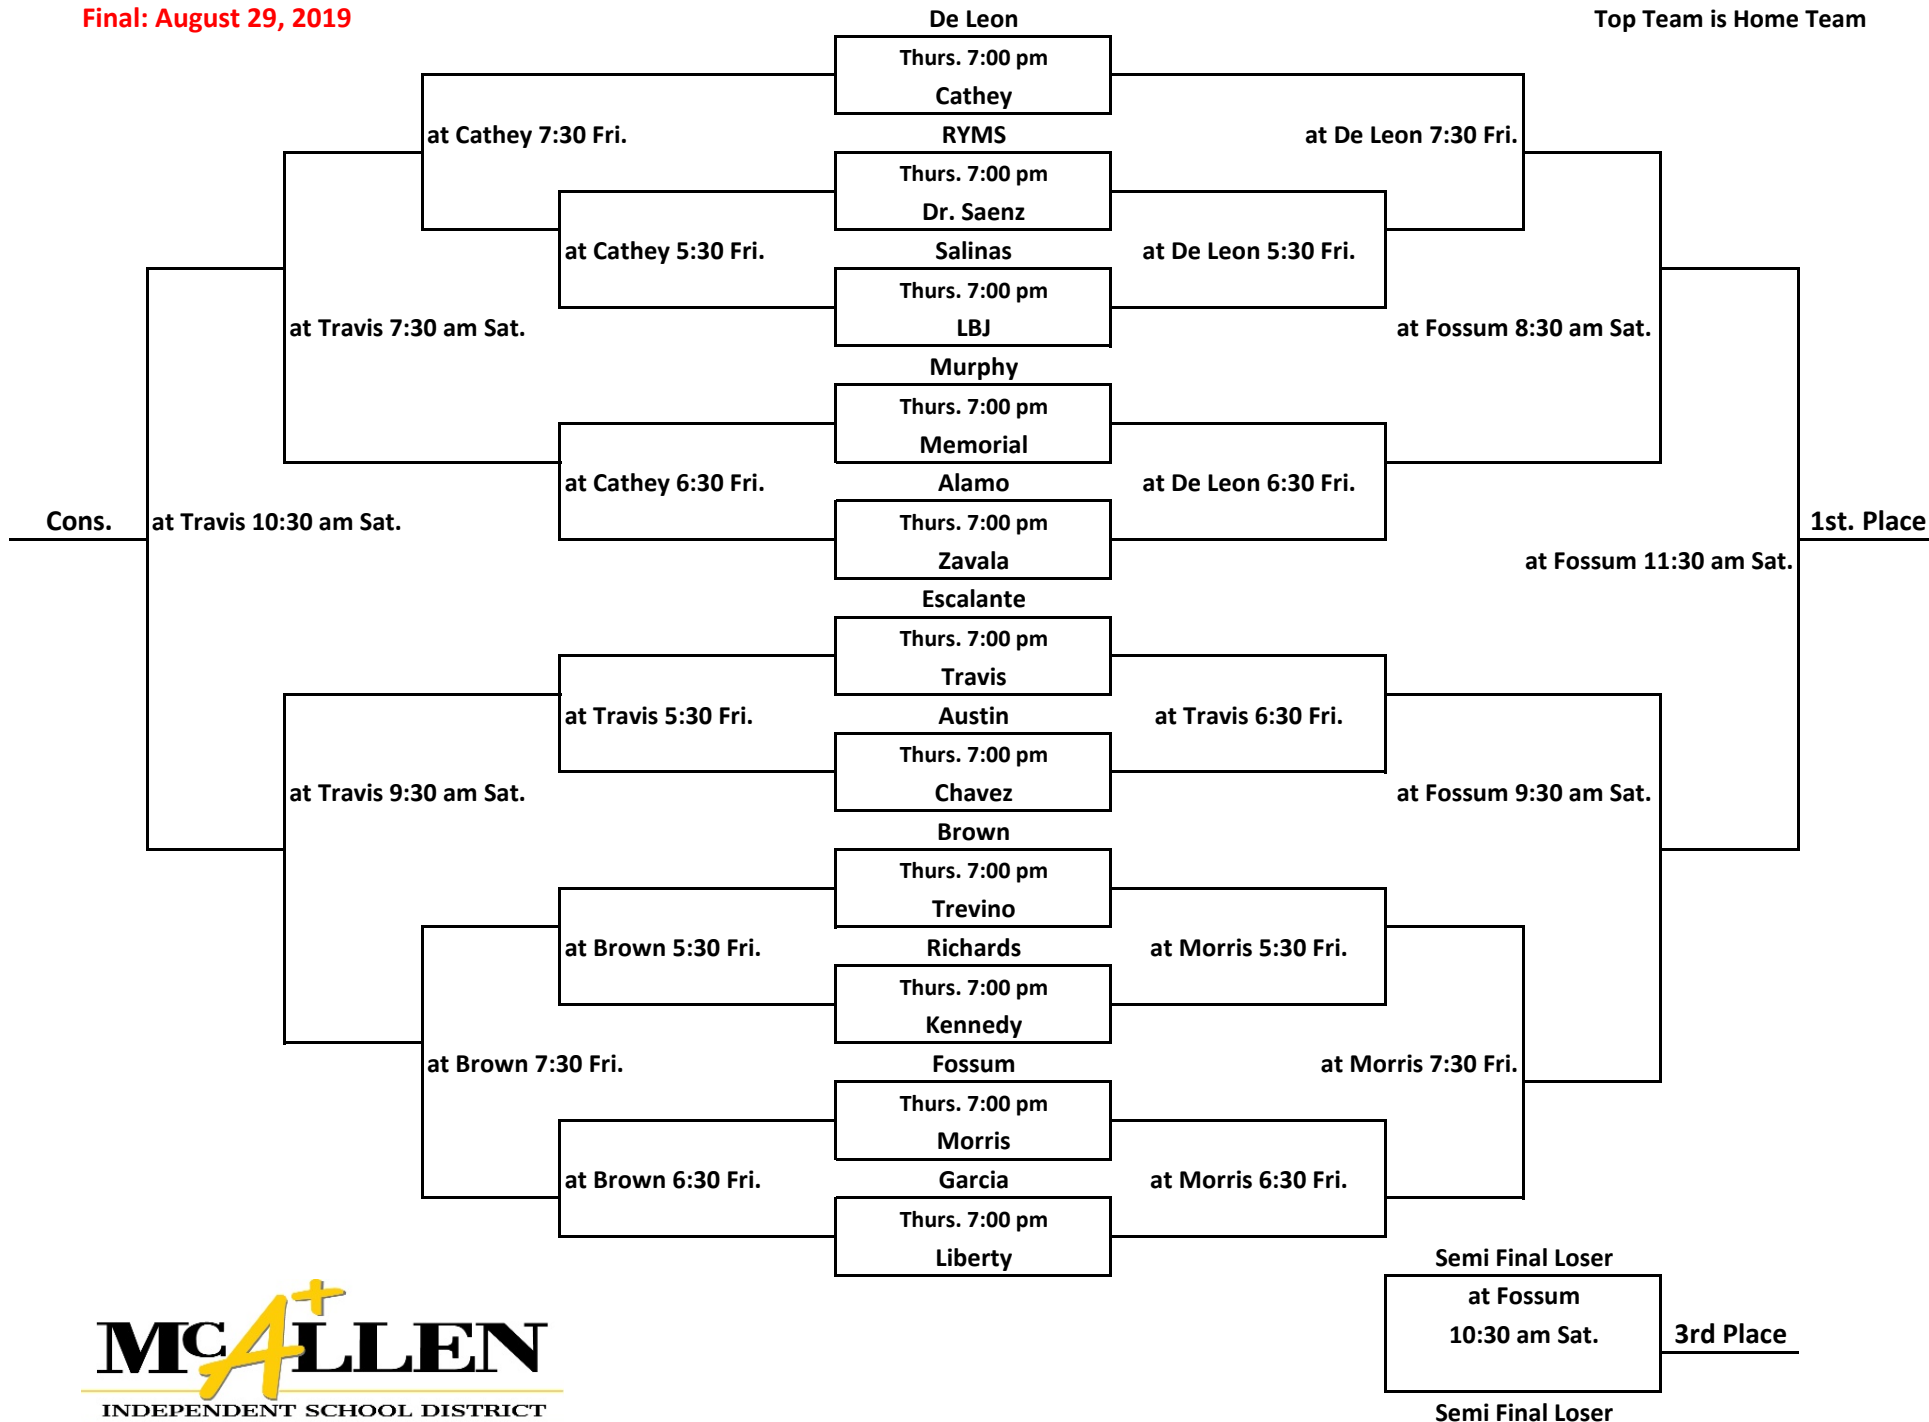 Final: August 29, 2019
De Leon
Top Team is Home Team
Thurs. 7:00 pm
Cathey
at Cathey 7:30 Fri.
RYMS
at De Leon 7:30 Fri.
Thurs. 7:00 pm
Dr. Saenz
at Cathey 5:30 Fri.
Salinas
at De Leon 5:30 Fri.
Thurs. 7:00 pm
at Travis 7:30 am Sat.
LBJ
at Fossum 8:30 am Sat.
Murphy
Thurs. 7:00 pm
Memorial
at Cathey 6:30 Fri.
Alamo
at De Leon 6:30 Fri.
Cons.
at Travis 10:30 am Sat.
Thurs. 7:00 pm
1st. Place
Zavala
at Fossum 11:30 am Sat.
Escalante
Thurs. 7:00 pm
Travis
at Travis 5:30 Fri.
Austin
at Travis 6:30 Fri.
Thurs. 7:00 pm
at Travis 9:30 am Sat.
Chavez
at Fossum 9:30 am Sat.
Brown
Thurs. 7:00 pm
Trevino
at Brown 5:30 Fri.
Richards
at Morris 5:30 Fri.
Thurs. 7:00 pm
Kennedy
at Brown 7:30 Fri.
Fossum
at Morris 7:30 Fri.
Thurs. 7:00 pm
Morris
at Brown 6:30 Fri.
Garcia
at Morris 6:30 Fri.
Thurs. 7:00 pm
Liberty
Semi Final Loser
at Fossum
10:30 am Sat.
3rd Place
Semi Final Loser
McALLEN
INDEPENDENT SCHOOL DISTRICT